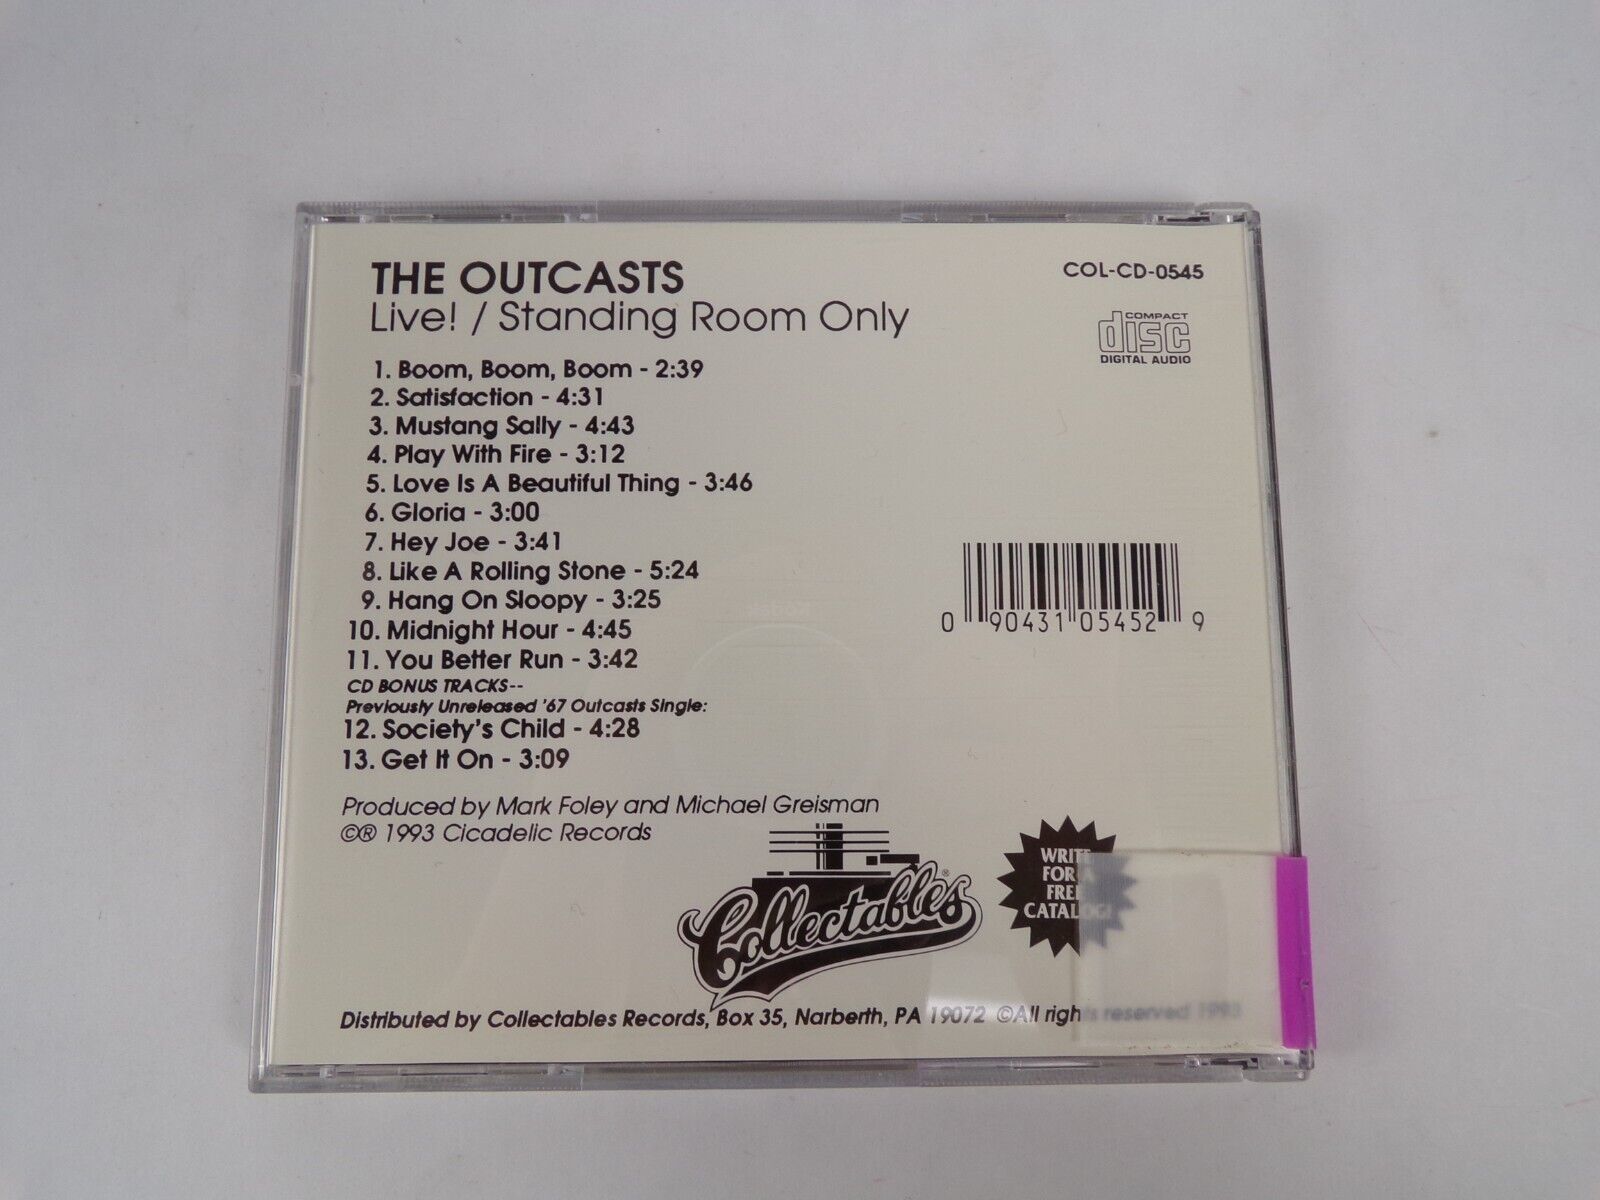 THE OUTCASTS
COL-CD-0545
Live! / Standing Room Only
COMPACT
disc
DIGITAL AUDIO
1. Boom, Boom, Boom - 2:39
2. Satisfaction - 4:31
3. Mustang Sally - 4:43
4. Play With Fire - 3:12
5. Love Is A Beautiful Thing - 3:46
6. Gloria - 3:00
7. Hey Joe - 3:41
8. Like A Rolling Stone - 5:24
9. Hang On Sloopy - 3:25
10. Midnight Hour - 4:45
11. You Better Run - 3:42
CD BONUS TRACKS--
Previously Unreleased '67 Outcasts Single:
12. Society's Child - 4:28
13. Get It On - 3:09
0 90431 05452 9
Produced by Mark Foley and Michael Greisman
©® 1993 Cicadelic Records
Collectables®
WRITE
FOR A
FREE
CATALOG!
Distributed by Collectables Records, Box 35, Narberth, PA 19072 ©All rights reserved 1993